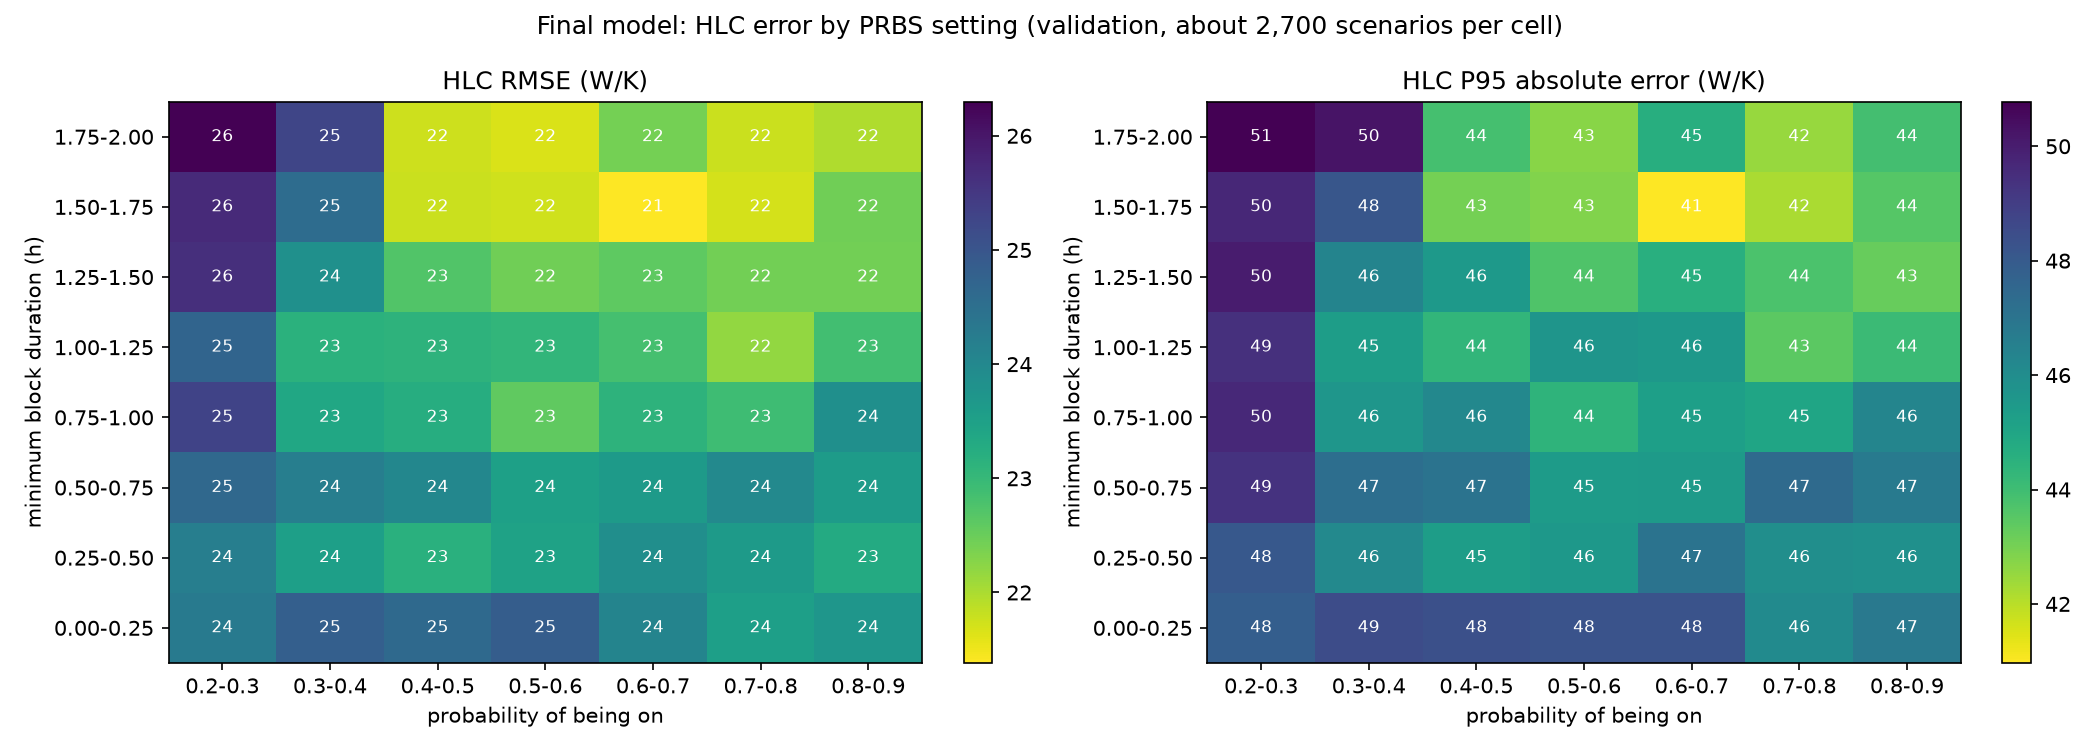 Final model: HLC error by PRBS setting (validation, about 2,700 scenarios per cell)
HLC RMSE (W/K)
minimum block duration (h)
1.75-2.00 26 25 22 22 22 22 22
1.50-1.75 26 25 22 22 21 22 22
1.25-1.50 26 24 23 22 23 22 22
1.00-1.25 25 23 23 23 23 22 23
0.75-1.00 25 23 23 23 23 23 24
0.50-0.75 25 24 24 24 24 24 24
0.25-0.50 24 24 23 23 24 24 23
0.00-0.25 24 25 25 25 24 24 24
0.2-0.3 0.3-0.4 0.4-0.5 0.5-0.6 0.6-0.7 0.7-0.8 0.8-0.9
probability of being on
26
25
24
23
22
HLC P95 absolute error (W/K)
minimum block duration (h)
1.75-2.00 51 50 44 43 45 42 44
1.50-1.75 50 48 43 43 41 42 44
1.25-1.50 50 46 46 44 45 44 43
1.00-1.25 49 45 44 46 46 43 44
0.75-1.00 50 46 46 44 45 45 46
0.50-0.75 49 47 47 45 45 47 47
0.25-0.50 48 46 45 46 47 46 46
0.00-0.25 48 49 48 48 48 46 47
0.2-0.3 0.3-0.4 0.4-0.5 0.5-0.6 0.6-0.7 0.7-0.8 0.8-0.9
probability of being on
50
48
46
44
42